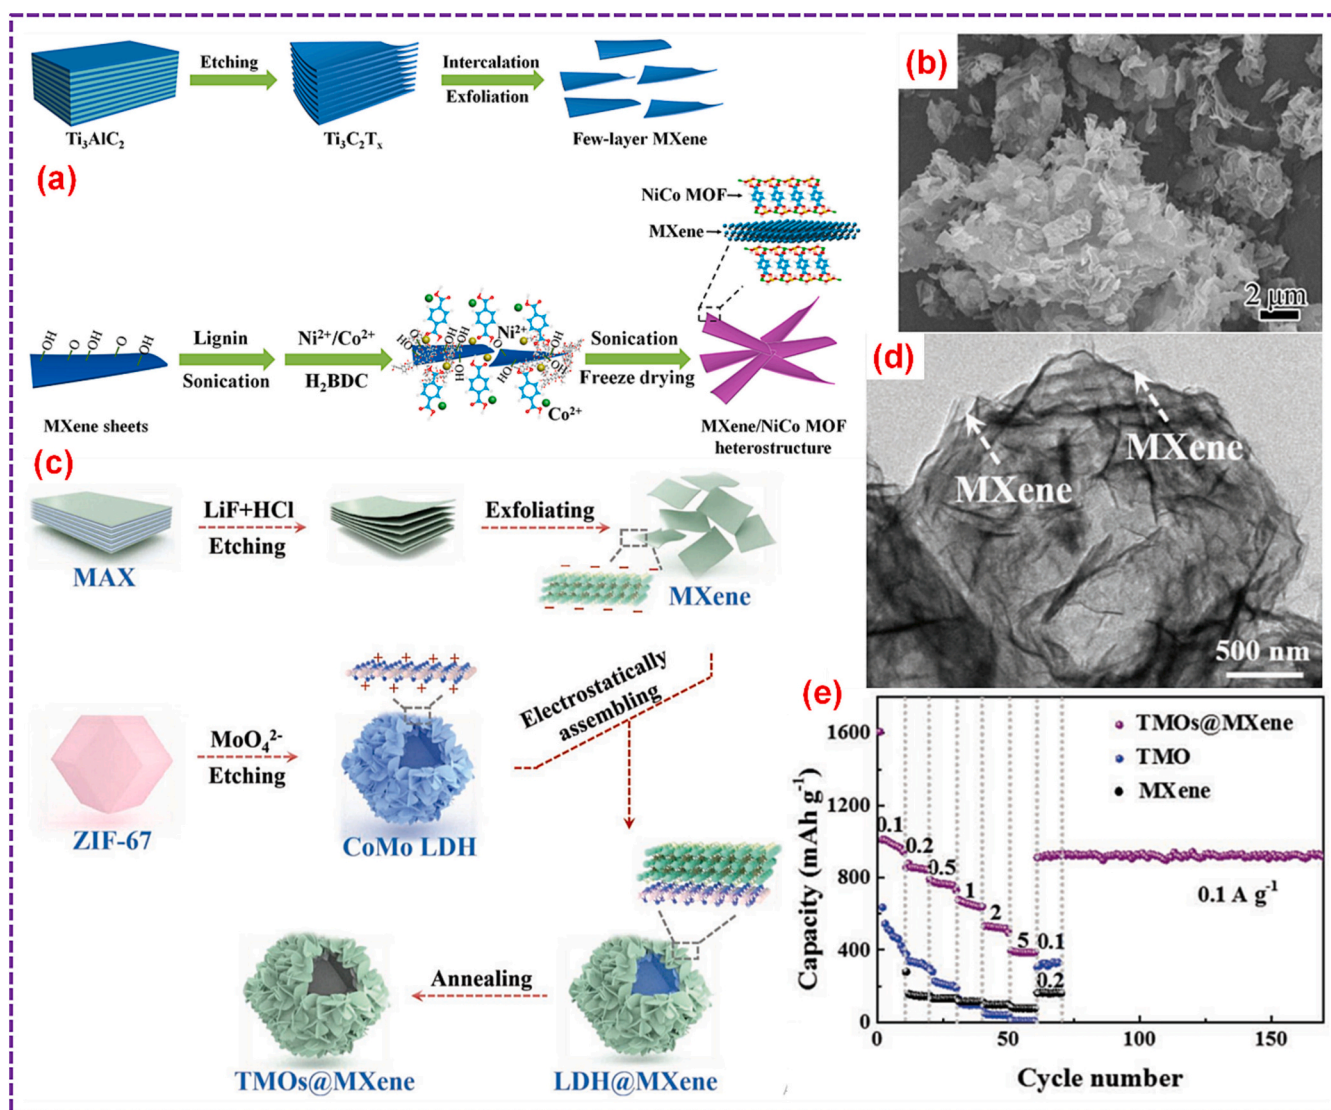 Etching
Intercalation
Exfoliation
Ti₃AlC₂
Ti₃C₂Tₓ
Few-layer MXene
(a)
NiCo MOF
MXene
OH
O
OH
O
OH
Lignin
Sonication
Ni²⁺/Co²⁺
H₂BDC
Ni²⁺
Co²⁺
HO
OH
Sonication
Freeze drying
MXene sheets
MXene/NiCo MOF
heterostructure
(b)
2 μm
(c)
MAX
LiF+HCl
Etching
Exfoliating
MXene
ZIF-67
MoO₄²⁻
Etching
CoMo LDH
Electrostatically
assembling
LDH@MXene
Annealing
TMOs@MXene
(d)
MXene
MXene
500 nm
(e)
Capacity (mAh g⁻¹)
1600
1200
800
400
0
TMOs@MXene
TMO
MXene
0.1
0.2
0.5
1
2
5
0.1
0.2
0.1 A g⁻¹
0
50
100
150
Cycle number